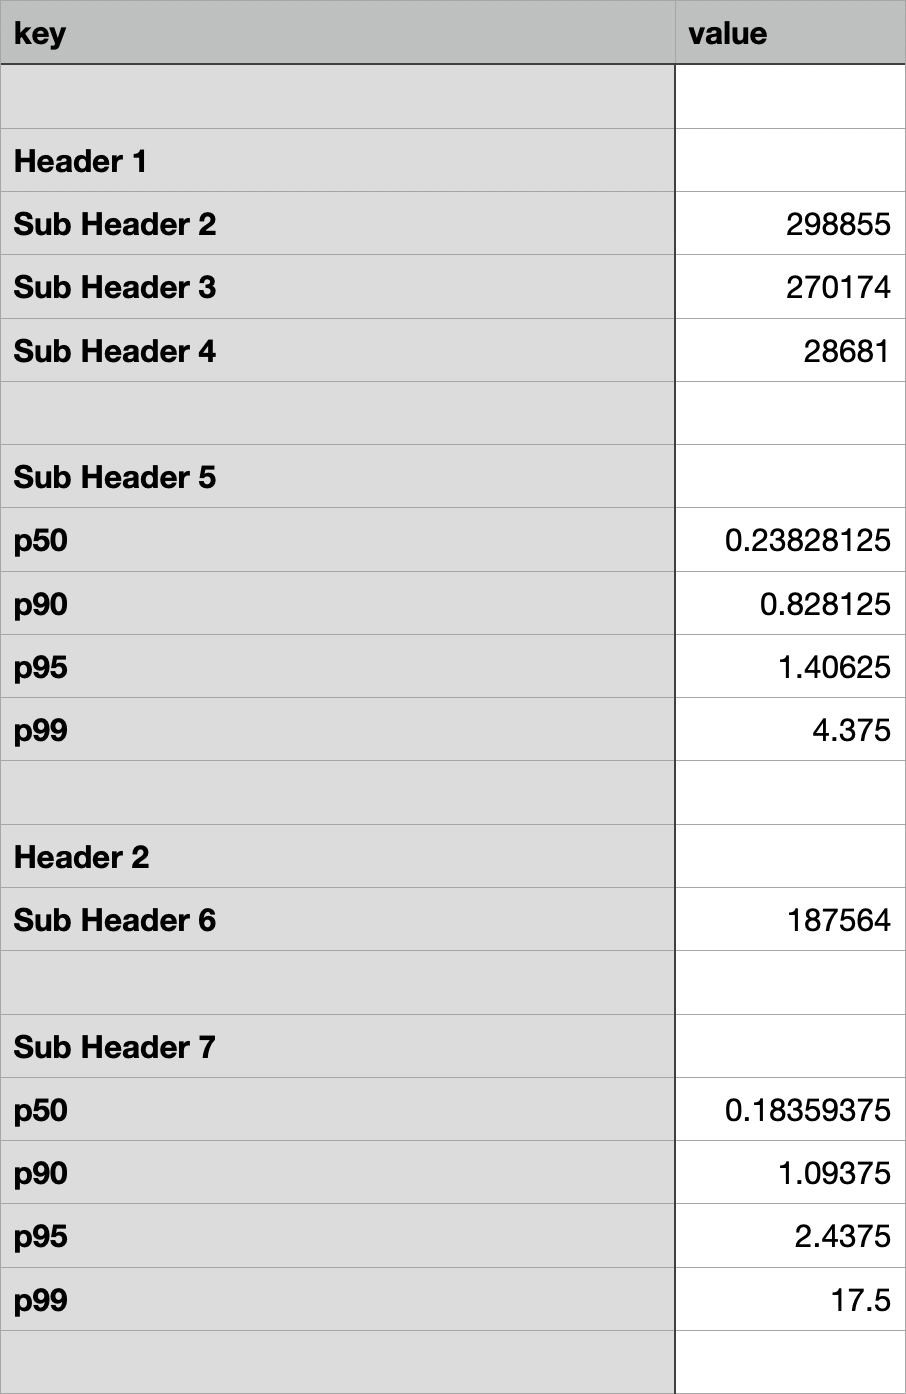 key value
Header 1
Sub Header 2 298855
Sub Header 3 270174
Sub Header 4 28681
Sub Header 5
p50 0.23828125
p90 0.828125
p95 1.40625
p99 4.375
Header 2
Sub Header 6 187564
Sub Header 7
p50 0.18359375
p90 1.09375
p95 2.4375
p99 17.5